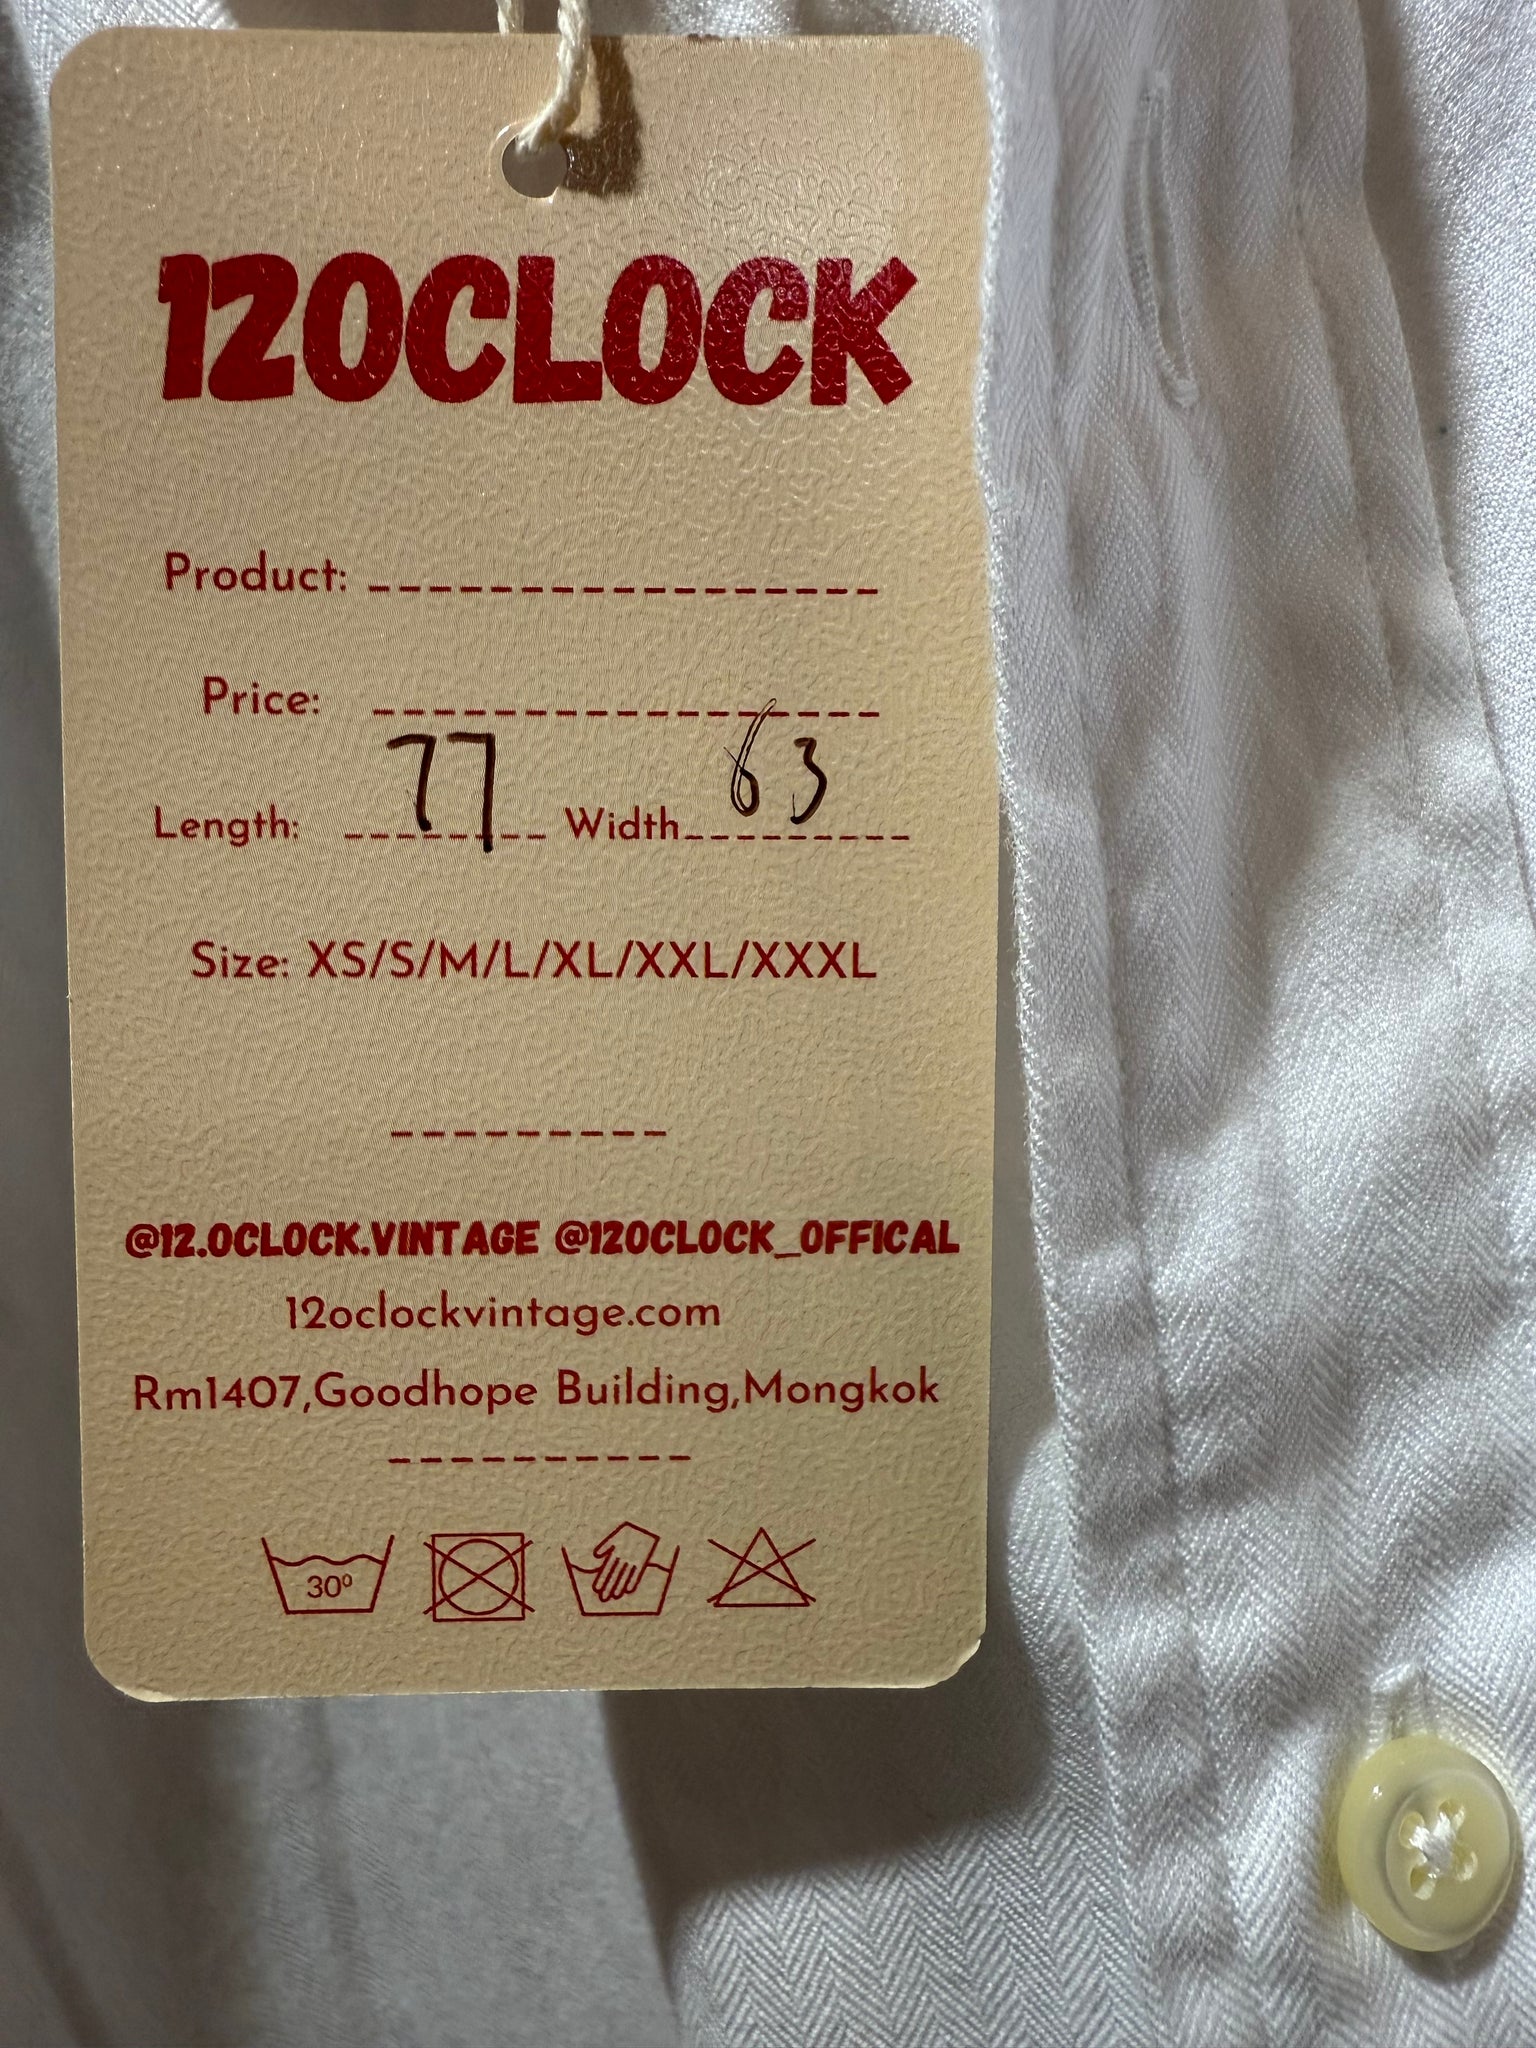 12OCLOCK
Product: _ _ _ _ _ _ _ _ _ _ _ _ _ _ _ _ _
Price: _ _ _ _ _ _ _ _ _ _ _ _ _ _ _ _ _
Length: 77 Width 63
Size: XS/S/M/L/XL/XXL/XXXL
_ _ _ _ _ _ _ _ _
@12.OCLOCK.VINTAGE @12OCLOCK_OFFICAL
12oclockvintage.com
Rm1407,Goodhope Building,Mongkok
_ _ _ _ _ _ _ _ _ _
30º